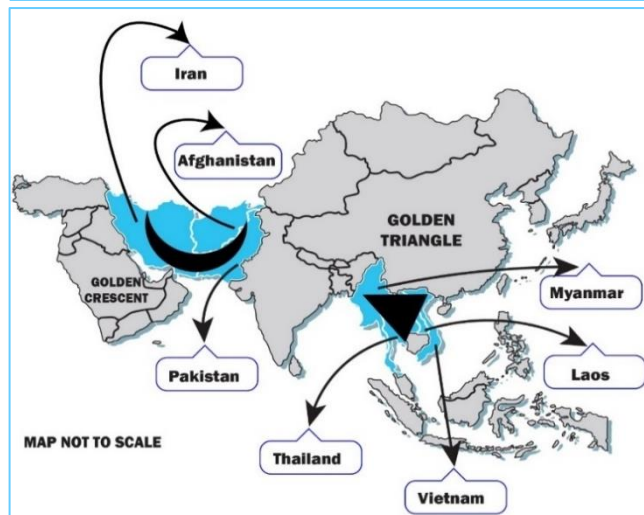 Iran
Afghanistan
GOLDEN
TRIANGLE
GOLDEN
CRESCENT
Myanmar
Pakistan
Laos
MAP NOT TO SCALE
Thailand
Vietnam